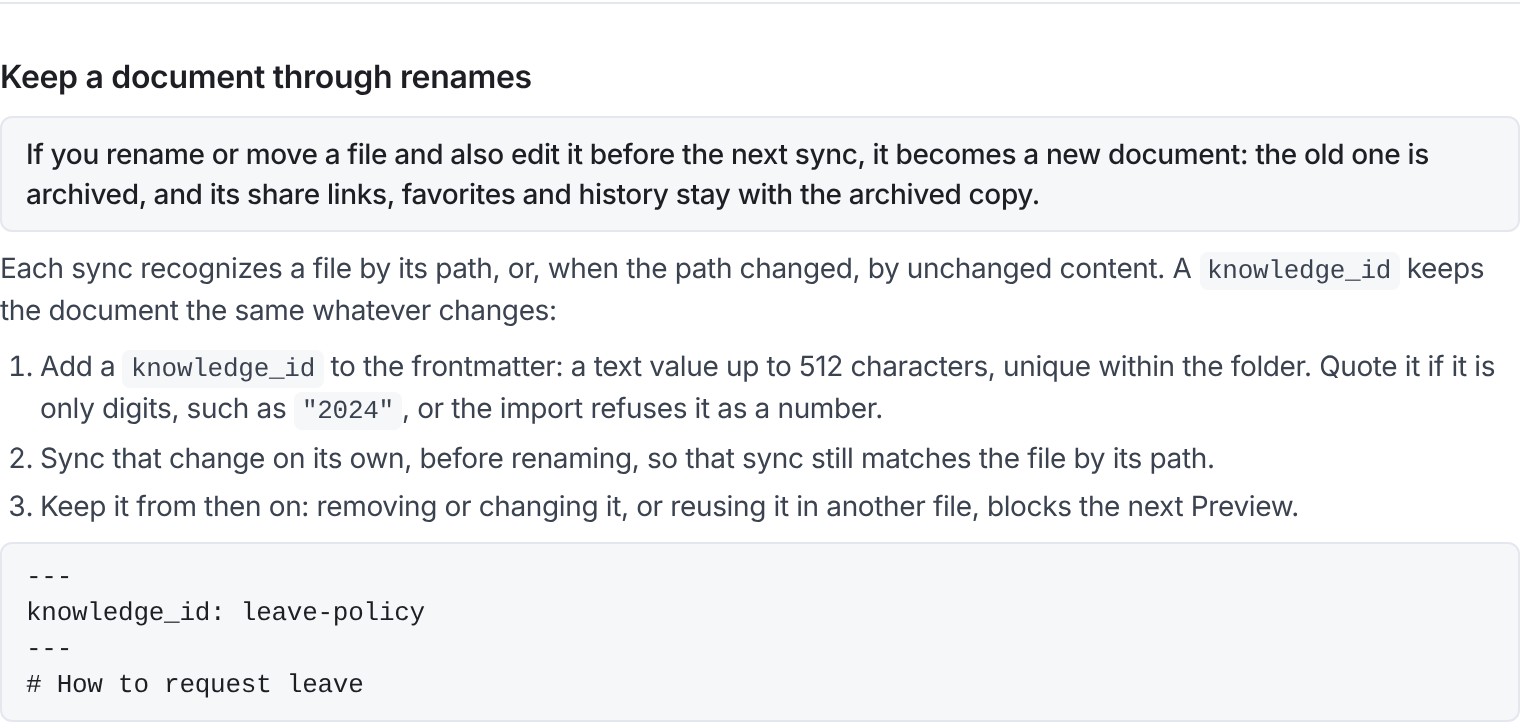 Keep a document through renames
If you rename or move a file and also edit it before the next sync, it becomes a new document: the old one is
archived, and its share links, favorites and history stay with the archived copy.
Each sync recognizes a file by its path, or, when the path changed, by unchanged content. A knowledge_id keeps
the document the same whatever changes:
1. Add a knowledge_id to the frontmatter: a text value up to 512 characters, unique within the folder. Quote it if it is
only digits, such as "2024", or the import refuses it as a number.
2. Sync that change on its own, before renaming, so that sync still matches the file by its path.
3. Keep it from then on: removing or changing it, or reusing it in another file, blocks the next Preview.
---
knowledge_id: leave-policy
---
# How to request leave